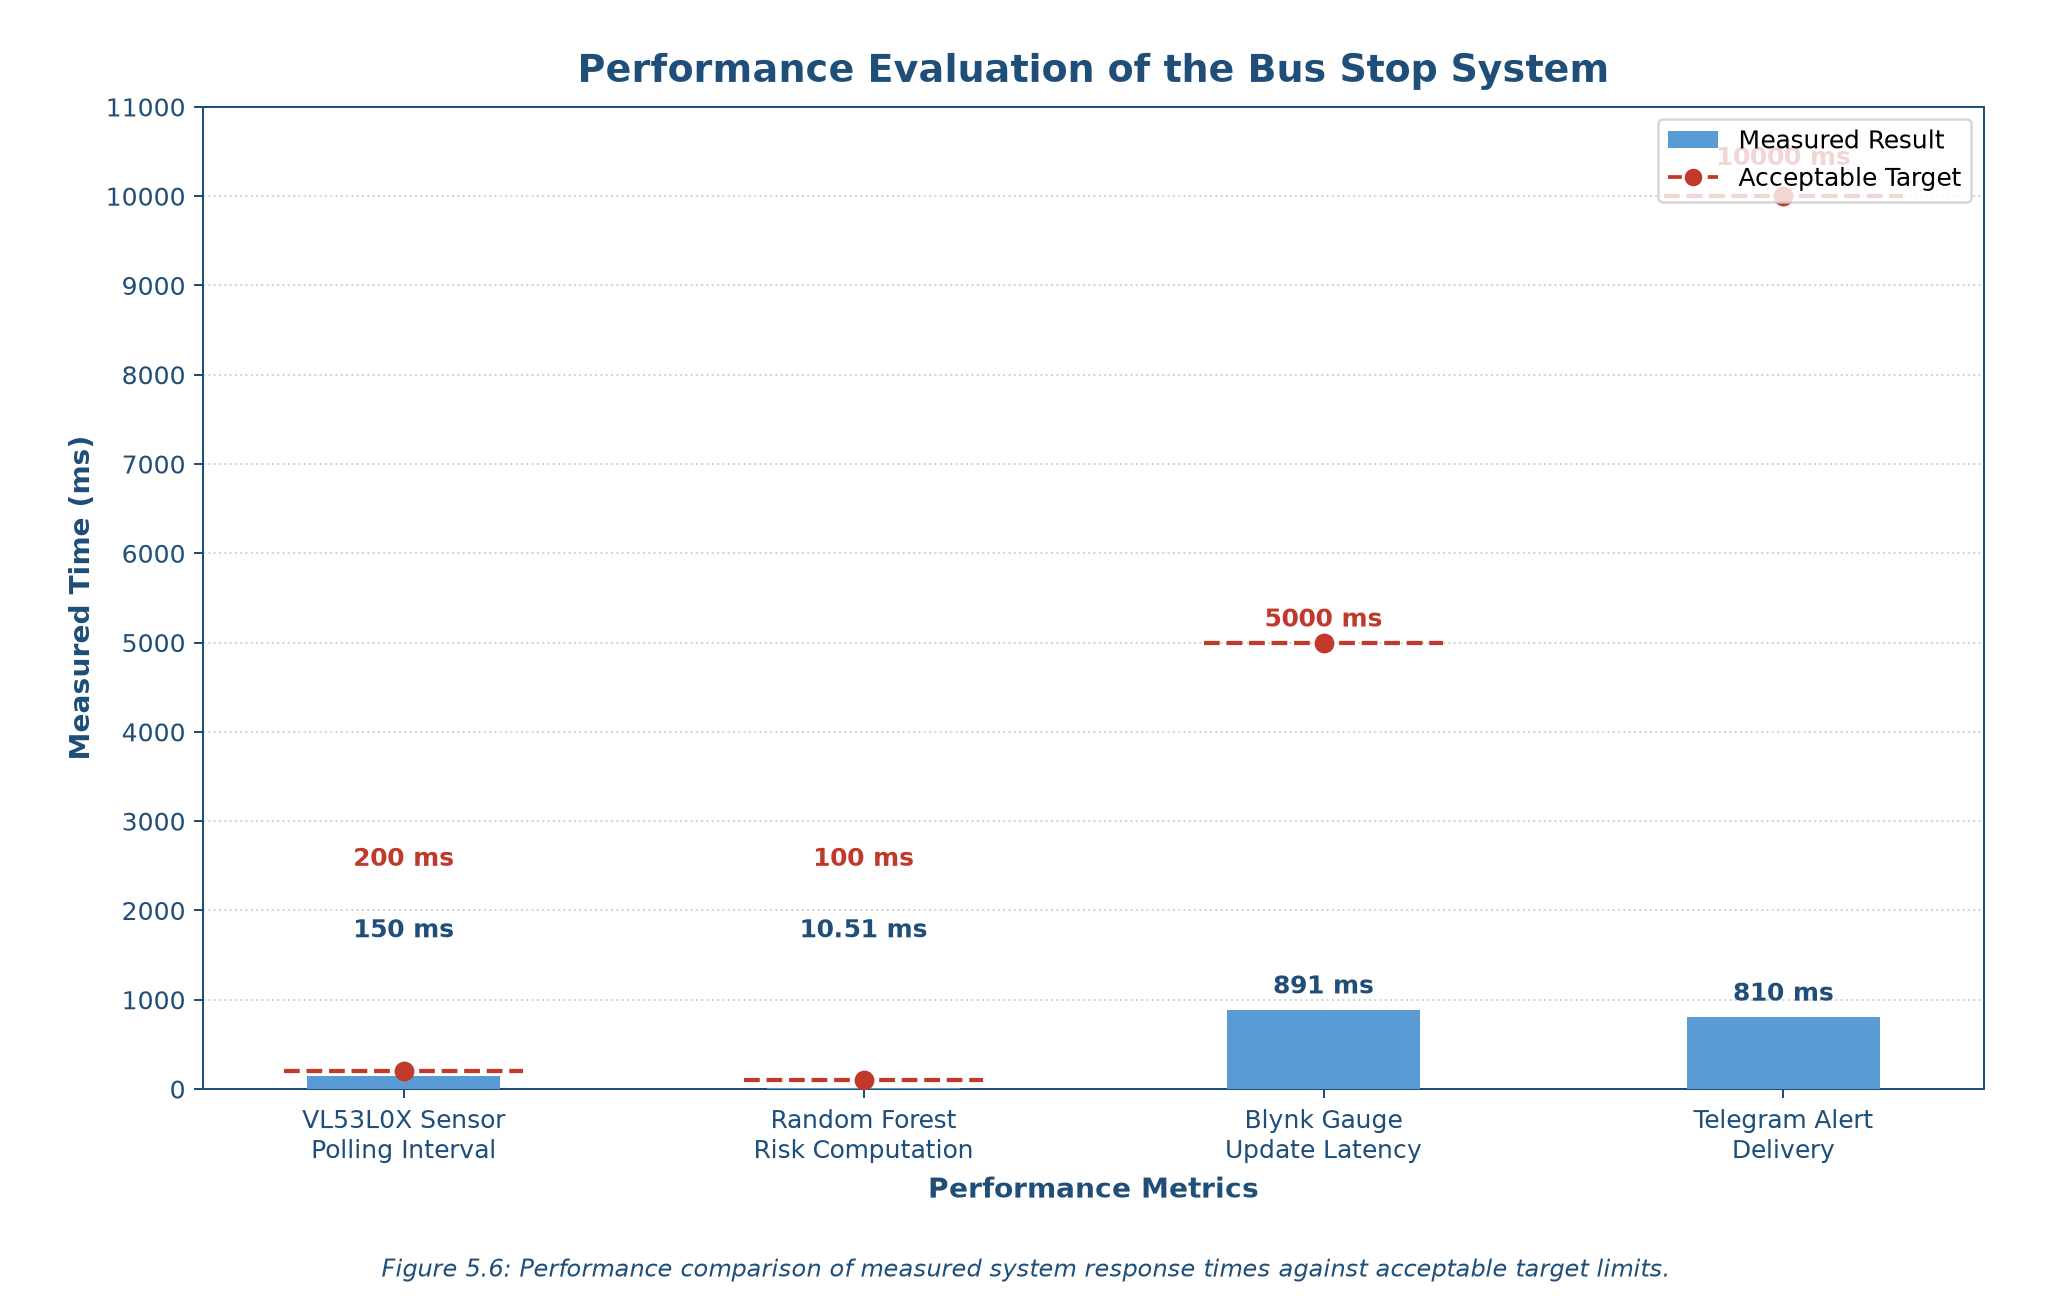 Performance Evaluation of the Bus Stop System
11000
10000
9000
8000
7000
6000
5000
4000
3000
2000
1000
0
Measured Time (ms)
Measured Result
10000 ms
Acceptable Target
5000 ms
200 ms
100 ms
150 ms
10.51 ms
891 ms
810 ms
VL53L0X Sensor
Polling Interval
Random Forest
Risk Computation
Blynk Gauge
Update Latency
Telegram Alert
Delivery
Performance Metrics
Figure 5.6: Performance comparison of measured system response times against acceptable target limits.